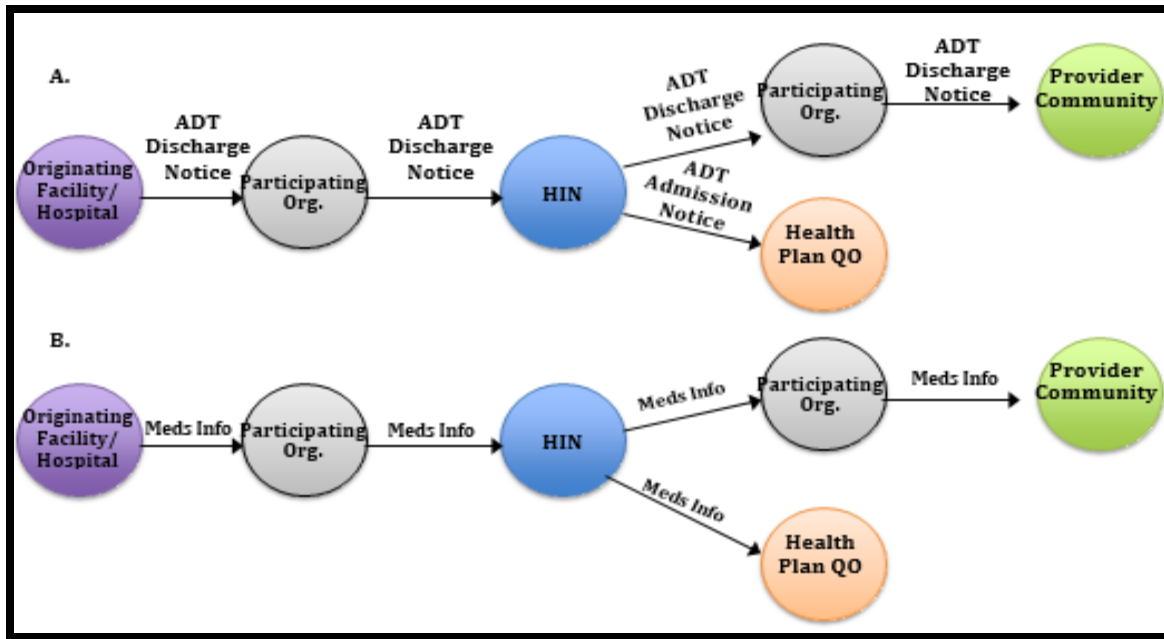 A.
Originating
Facility/
Hospital
ADT
Discharge
Notice
Participating
Org.
ADT
Discharge
Notice
HIN
ADT
Discharge
Notice
Participating
Org.
ADT
Discharge
Notice
Provider
Community
ADT
Admission
Notice
Health
Plan QO
B.
Originating
Facility/
Hospital
Meds Info
Participating
Org.
Meds Info
HIN
Meds Info
Participating
Org.
Meds Info
Provider
Community
Meds Info
Health
Plan QO